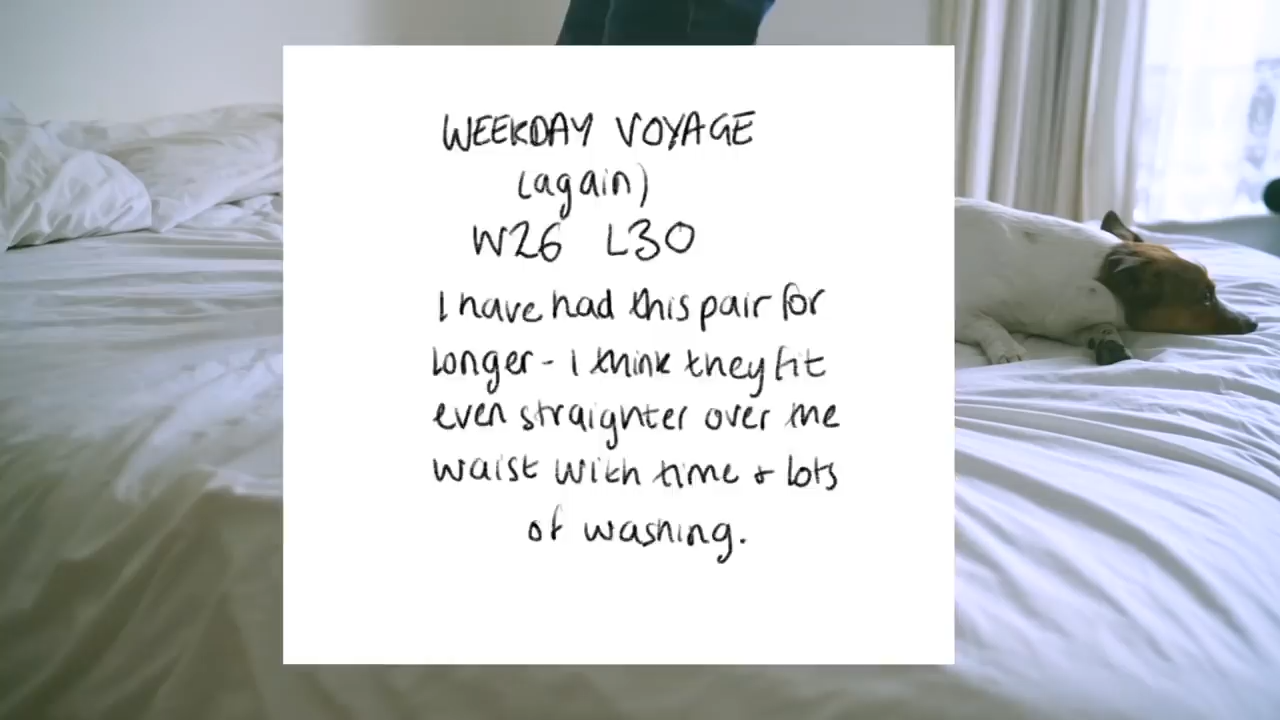 WEEKDAY VOYAGE
(again)
W26 L30
I have had this pair for
longer - I think they fit
even straighter over the
waist with time + lots
of washing.